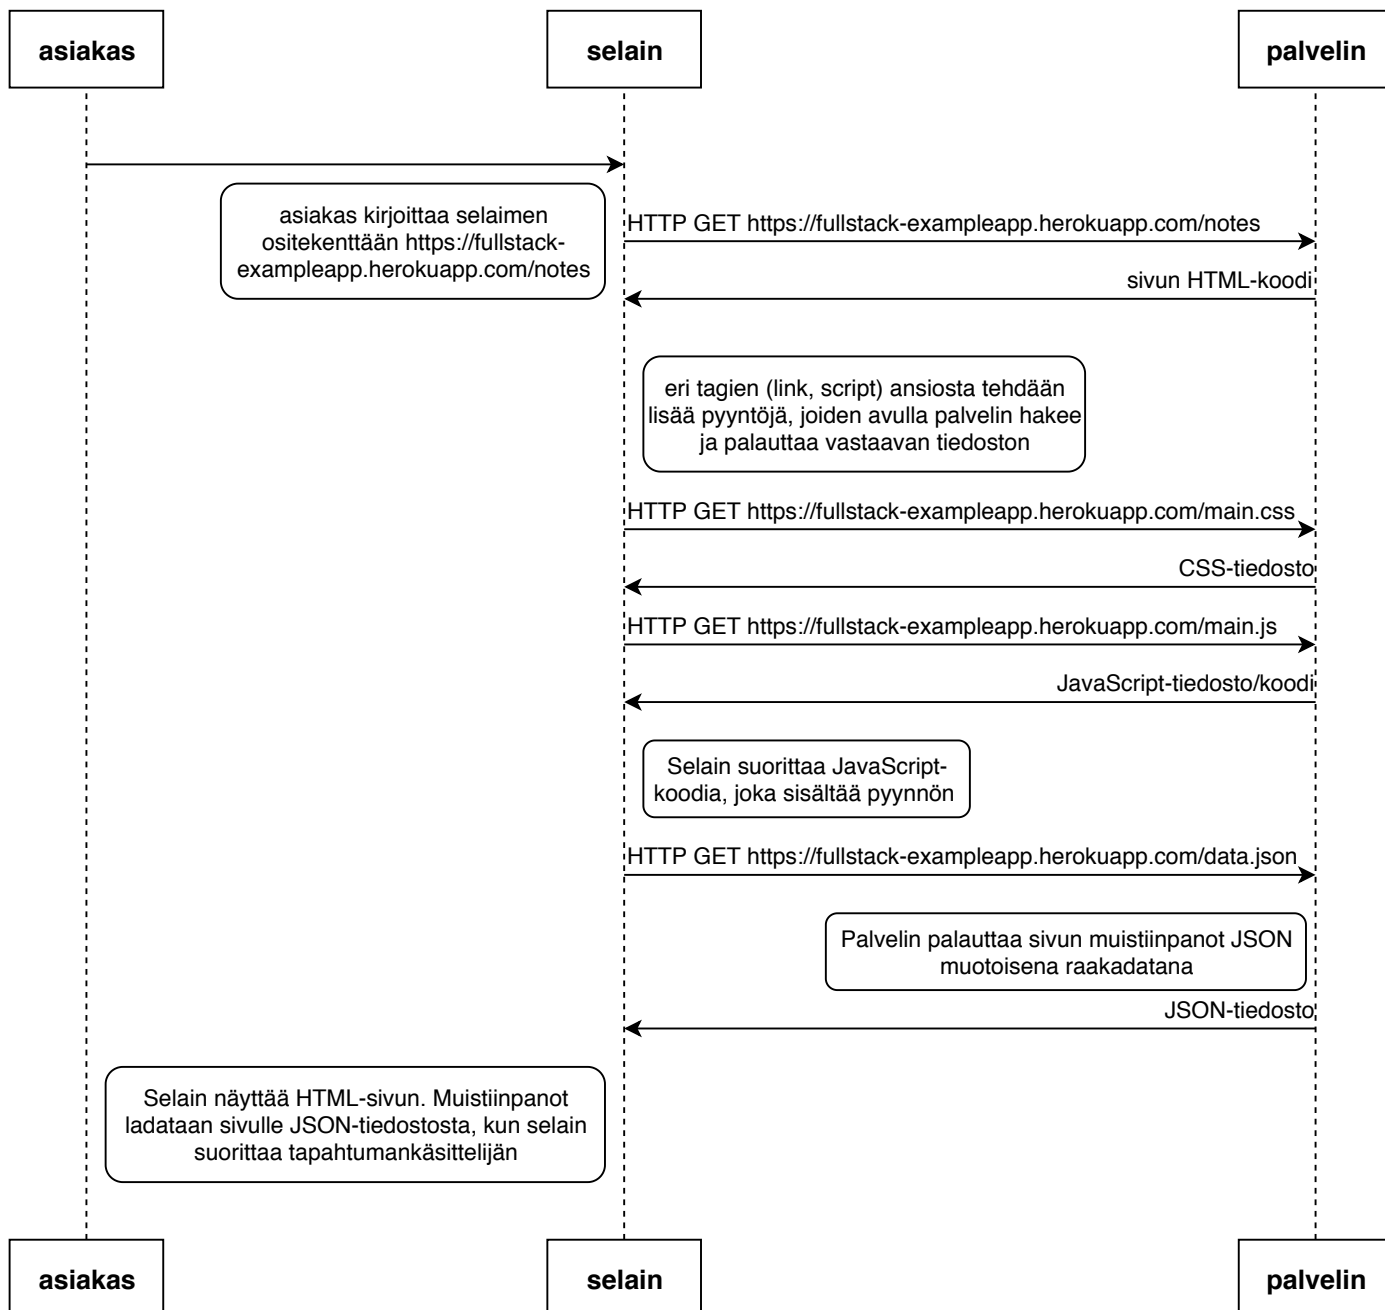 asiakas
selain
palvelin
asiakas kirjoittaa selaimen
ositekenttään https://fullstack-
exampleapp.herokuapp.com/notes
HTTP GET https://fullstack-exampleapp.herokuapp.com/notes
sivun HTML-koodi
eri tagien (link, script) ansiosta tehdään
lisää pyyntöjä, joiden avulla palvelin hakee
ja palauttaa vastaavan tiedoston
HTTP GET https://fullstack-exampleapp.herokuapp.com/main.css
CSS-tiedosto
HTTP GET https://fullstack-exampleapp.herokuapp.com/main.js
JavaScript-tiedosto/koodi
Selain suorittaa JavaScript-
koodia, joka sisältää pyynnön
HTTP GET https://fullstack-exampleapp.herokuapp.com/data.json
Palvelin palauttaa sivun muistiinpanot JSON
muotoisena raakadatana
JSON-tiedosto
Selain näyttää HTML-sivun. Muistiinpanot
ladataan sivulle JSON-tiedostosta, kun selain
suorittaa tapahtumankäsittelijän
asiakas
selain
palvelin